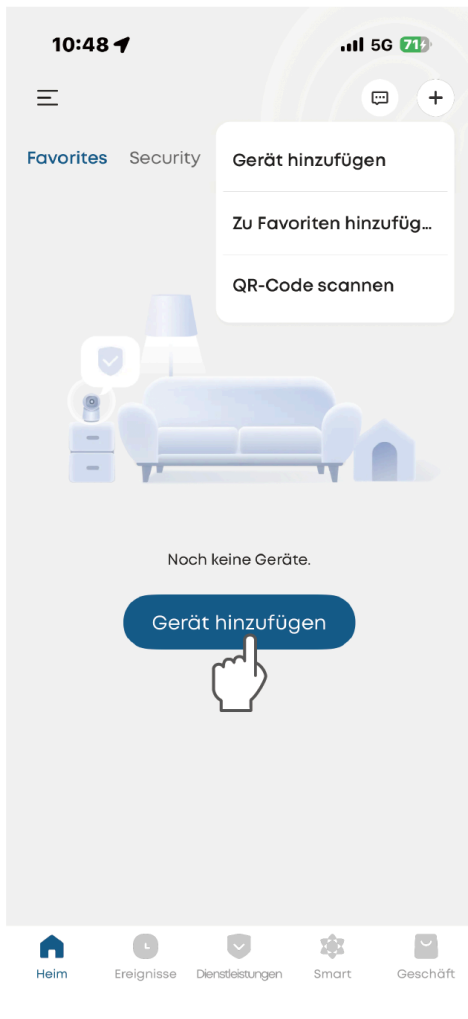 10:48
5G 71
Favorites Security
Gerät hinzufügen
Zu Favoriten hinzufüg...
QR-Code scannen
Noch keine Geräte.
Gerät hinzufügen
Heim Ereignisse Dienstleistungen Smart Geschäft